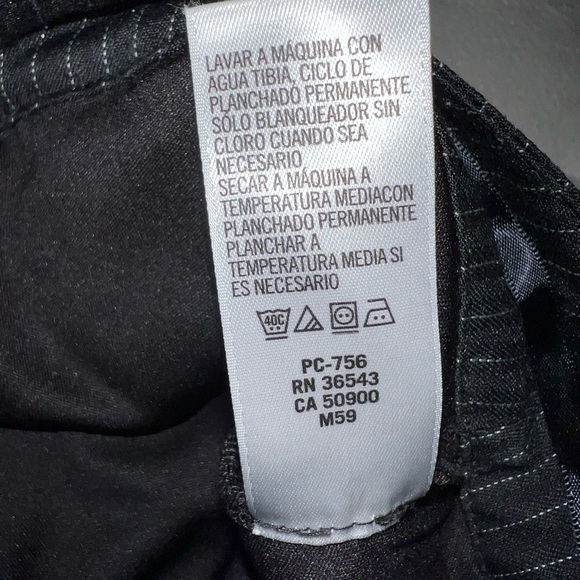 LAVAR A MÁQUINA CON
AGUA TIBIA, CICLO DE
PLANCHADO PERMANENTE
SÓLO BLANQUEADOR SIN
CLORO CUANDO SEA
NECESARIO
SECAR A MÁQUINA A
TEMPERATURA MEDIACON
PLANCHADO PERMANENTE
PLANCHAR A
TEMPERATURA MEDIA SI
ES NECESARIO
40C
PC-756
RN 36543
CA 50900
M59